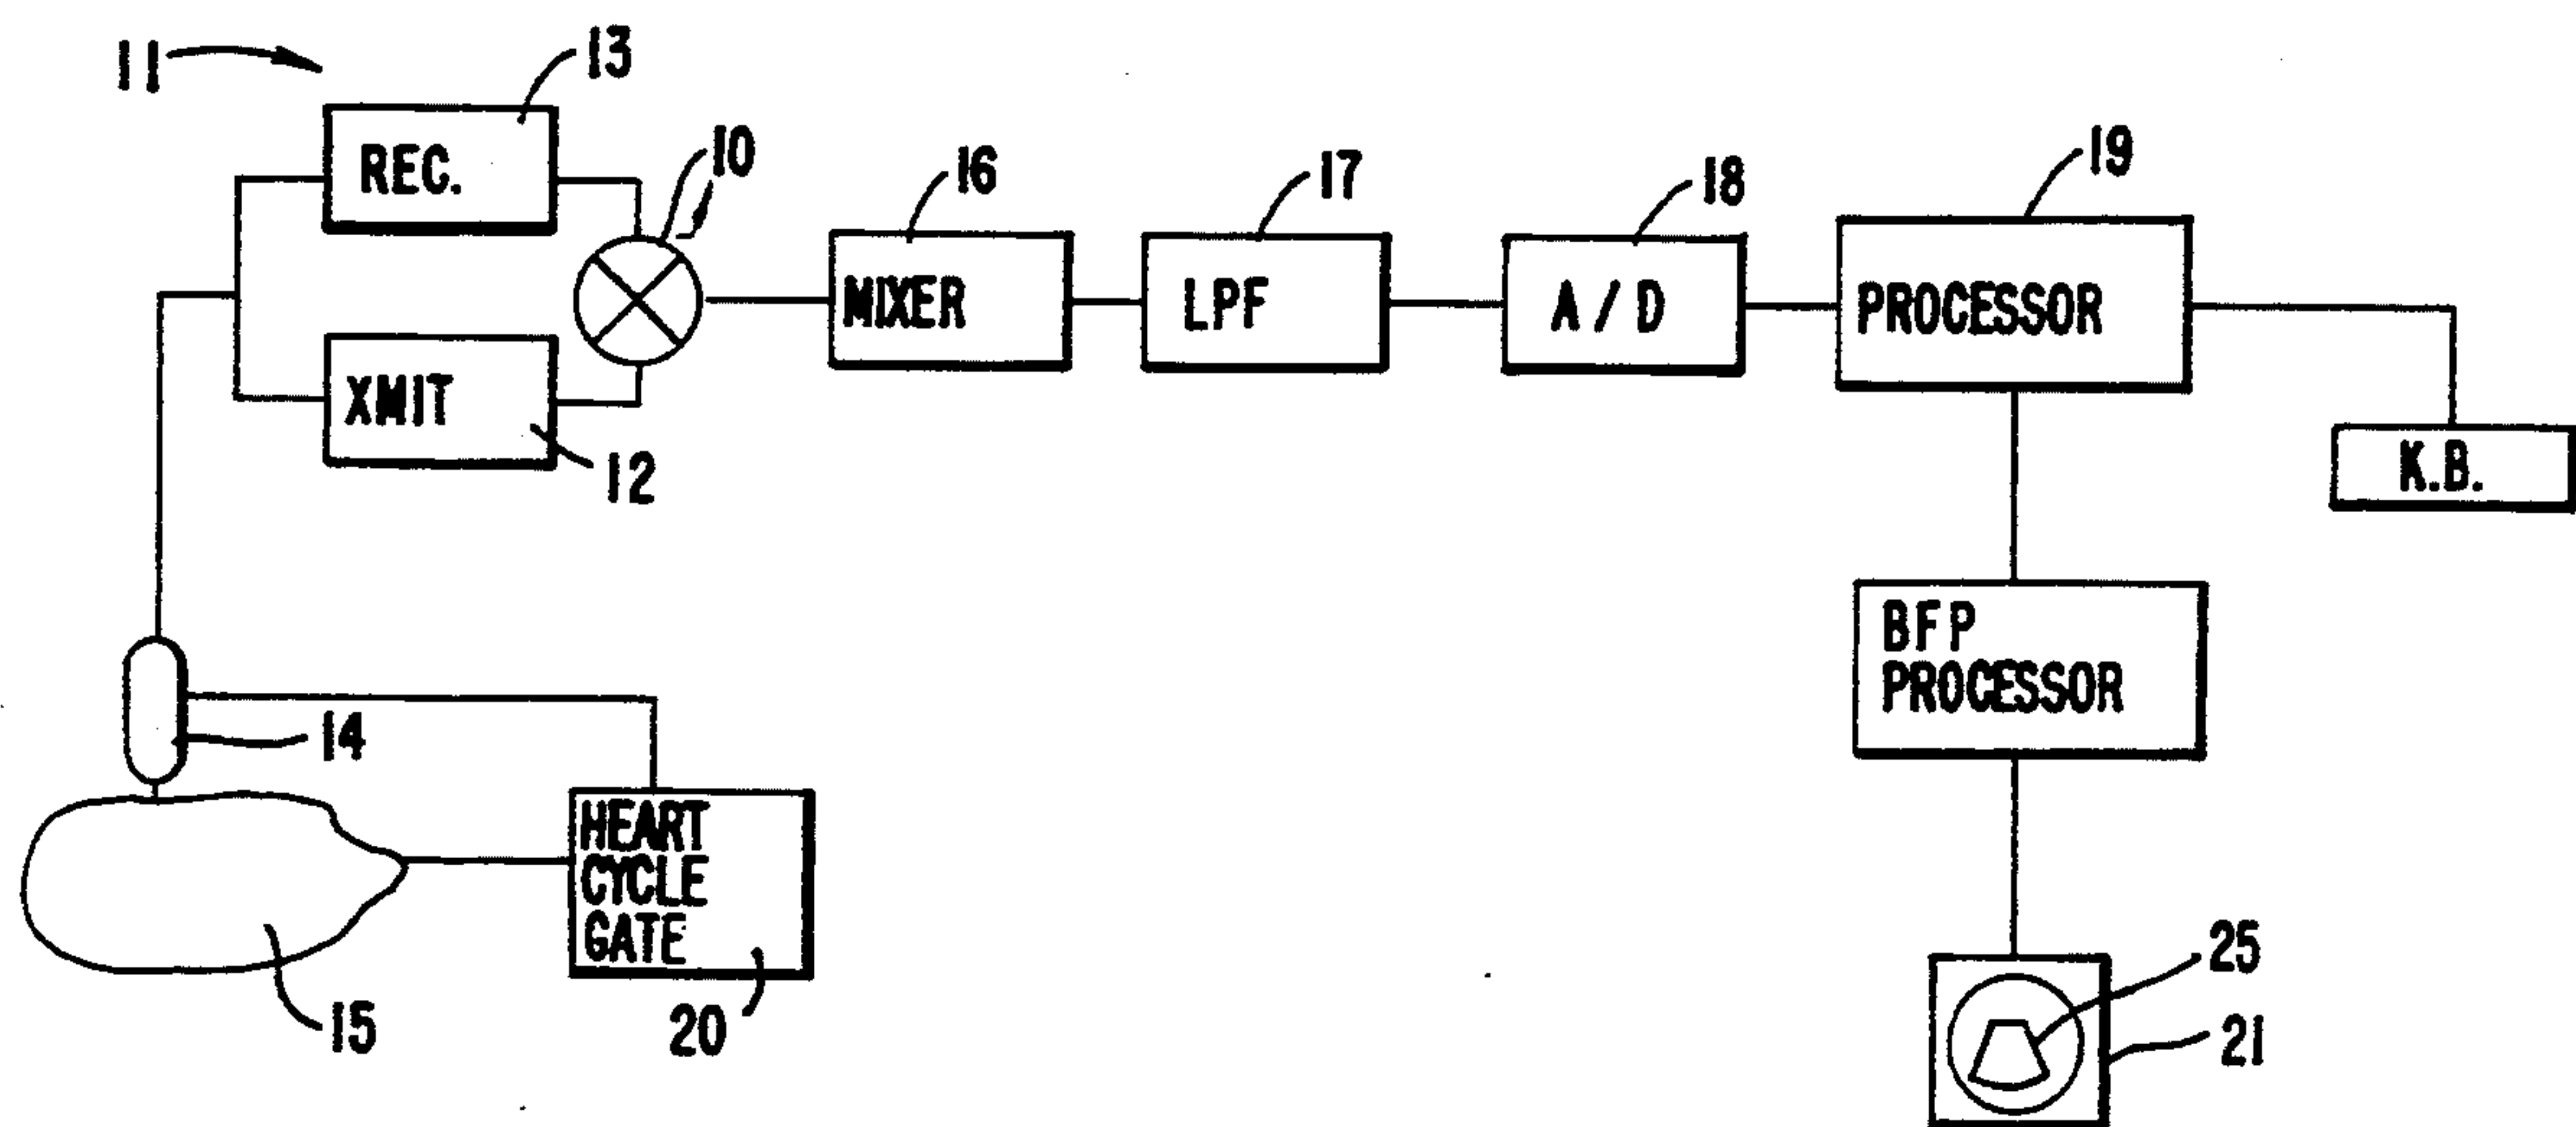 11
13
REC.
10
16
17
18
19
MIXER
LPF
A / D
PROCESSOR
XMIT
12
K.B.
BFP
PROCESSOR
14
HEART
CYCLE
GATE
15
20
25
21